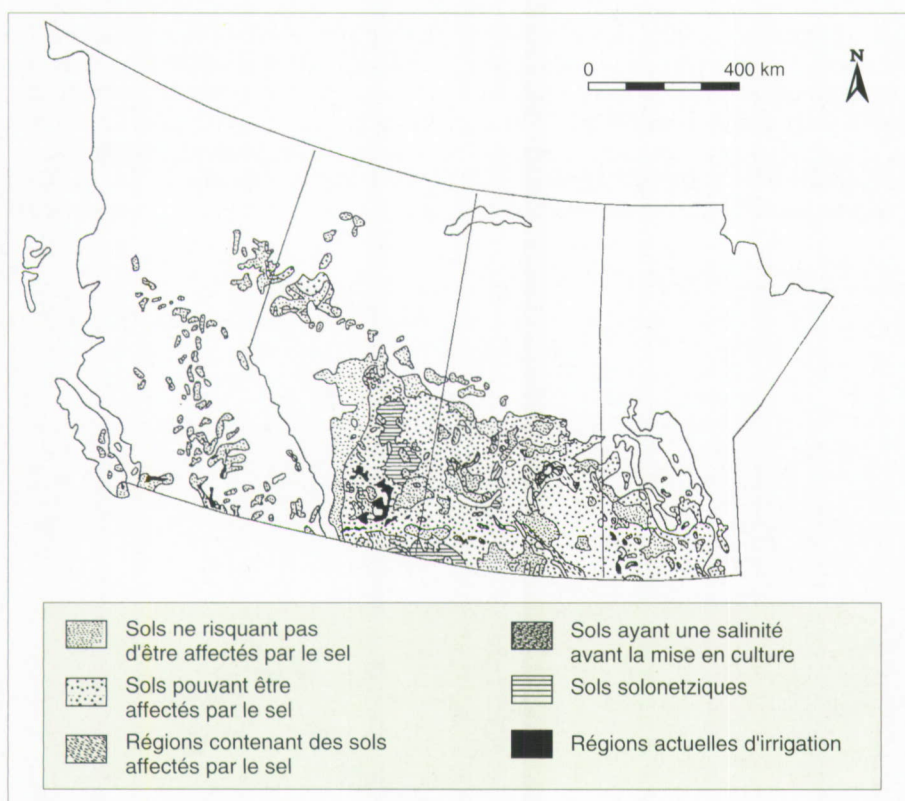 0 400 km
N
Sols ne risquant pas
d'être affectés par le sel
Sols pouvant être
affectés par le sel
Régions contenant des sols
affectés par le sel
Sols ayant une salinité
avant la mise en culture
Sols solonetziques
Régions actuelles d'irrigation